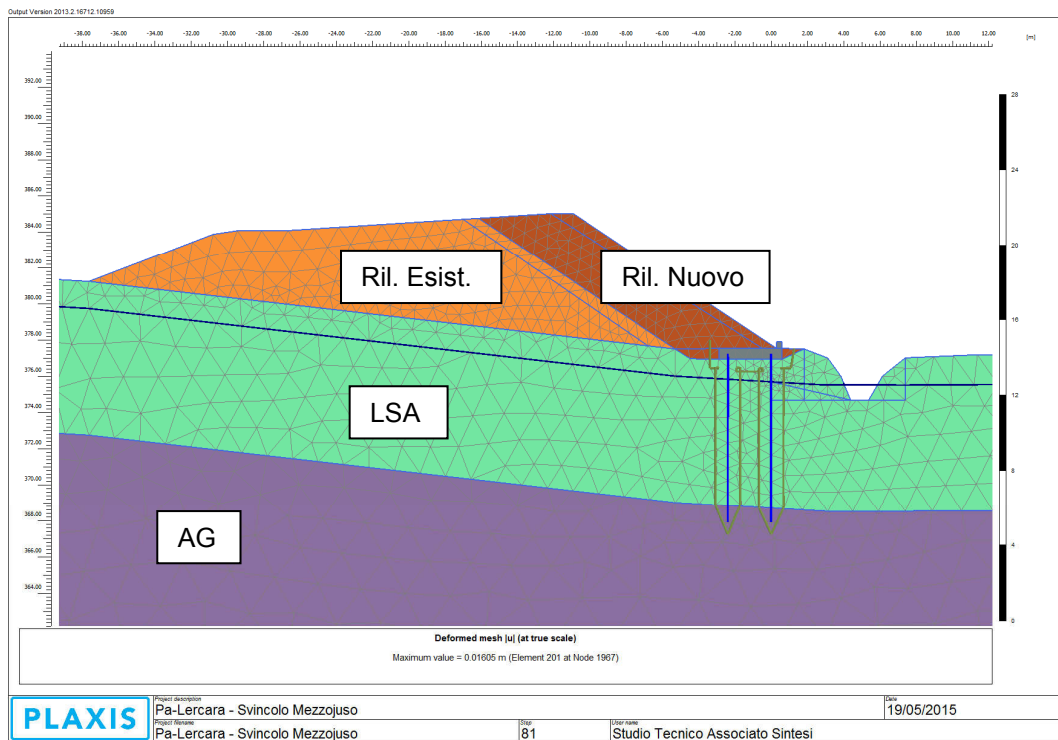 Output Version 2013.2.16712.10959
-38.00 -36.00 -34.00 -32.00 -30.00 -28.00 -26.00 -24.00 -22.00 -20.00 -18.00 -16.00 -14.00 -12.00 -10.00 -8.00 -6.00 -4.00 -2.00 0.00 2.00 4.00 6.00 8.00 10.00 12.00
[m]
392.00
390.00
388.00
386.00
384.00
382.00
380.00
378.00
376.00
374.00
372.00
370.00
368.00
366.00
364.00
28
24
20
16
12
8
4
0
Ril. Esist.
Ril. Nuovo
LSA
AG
Deformed mesh |u| (at true scale)
Maximum value = 0.01605 m (Element 201 at Node 1967)
PLAXIS
Project description
Pa-Lercara - Svincolo Mezzojuso
Date
19/05/2015
Project filename
Pa-Lercara - Svincolo Mezzojuso
Step
81
User name
Studio Tecnico Associato Sintesi